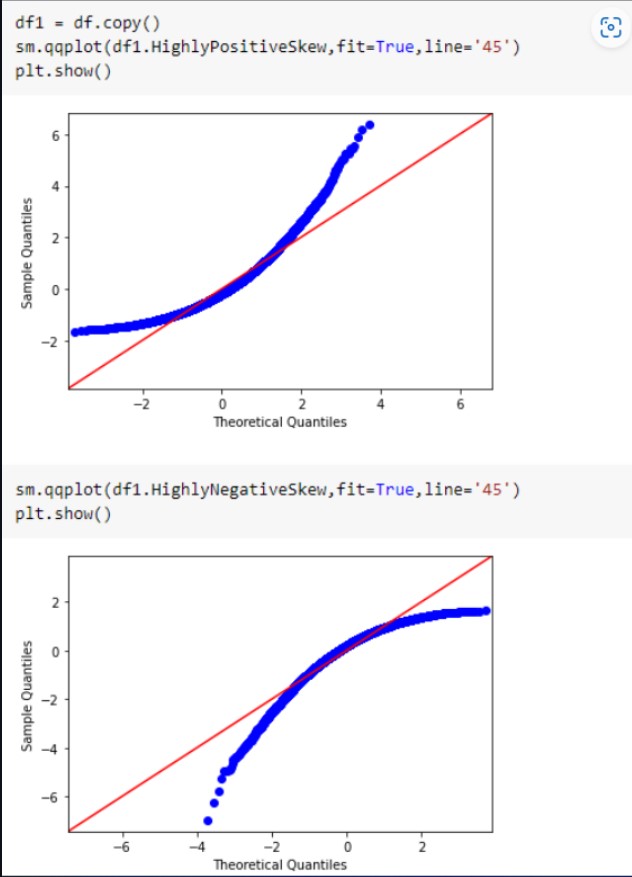 df1 = df.copy()
sm.qqplot(df1.HighlyPositiveSkew,fit=True,line='45')
plt.show()
6
4
2
0
−2
Sample Quantiles
−2 0 2 4 6
Theoretical Quantiles
sm.qqplot(df1.HighlyNegativeSkew,fit=True,line='45')
plt.show()
2
0
−2
−4
−6
Sample Quantiles
−6 −4 −2 0 2
Theoretical Quantiles